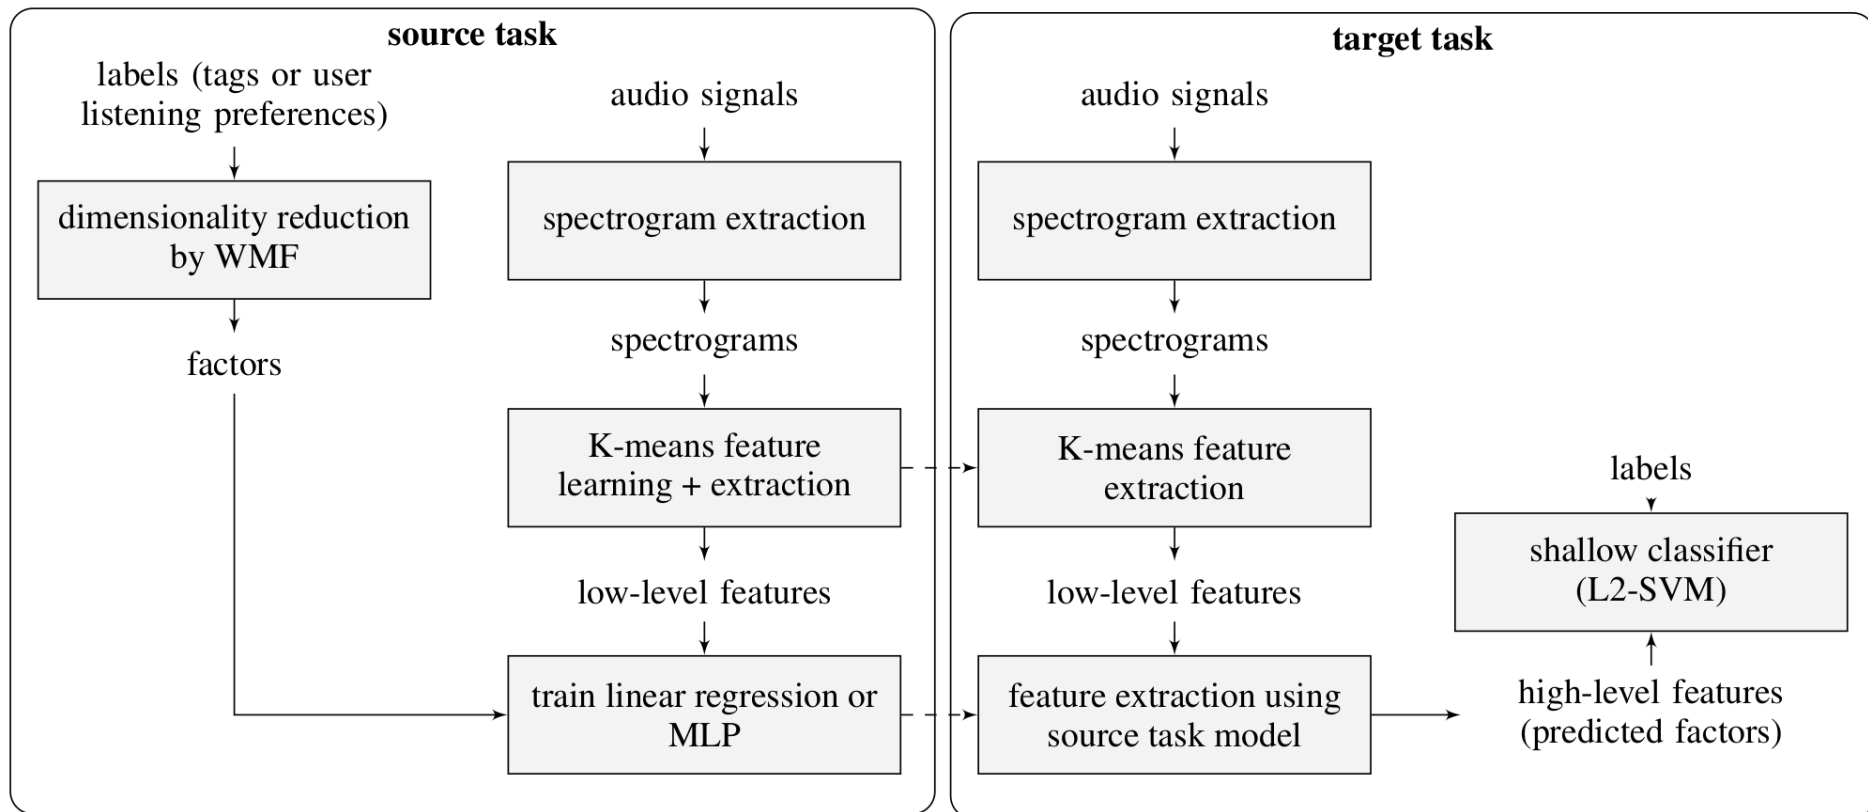 source task
labels (tags or user
listening preferences)
dimensionality reduction
by WMF
factors
audio signals
spectrogram extraction
spectrograms
K-means feature
learning + extraction
low-level features
train linear regression or
MLP
target task
audio signals
spectrogram extraction
spectrograms
K-means feature
extraction
low-level features
feature extraction using
source task model
labels
shallow classifier
(L2-SVM)
high-level features
(predicted factors)